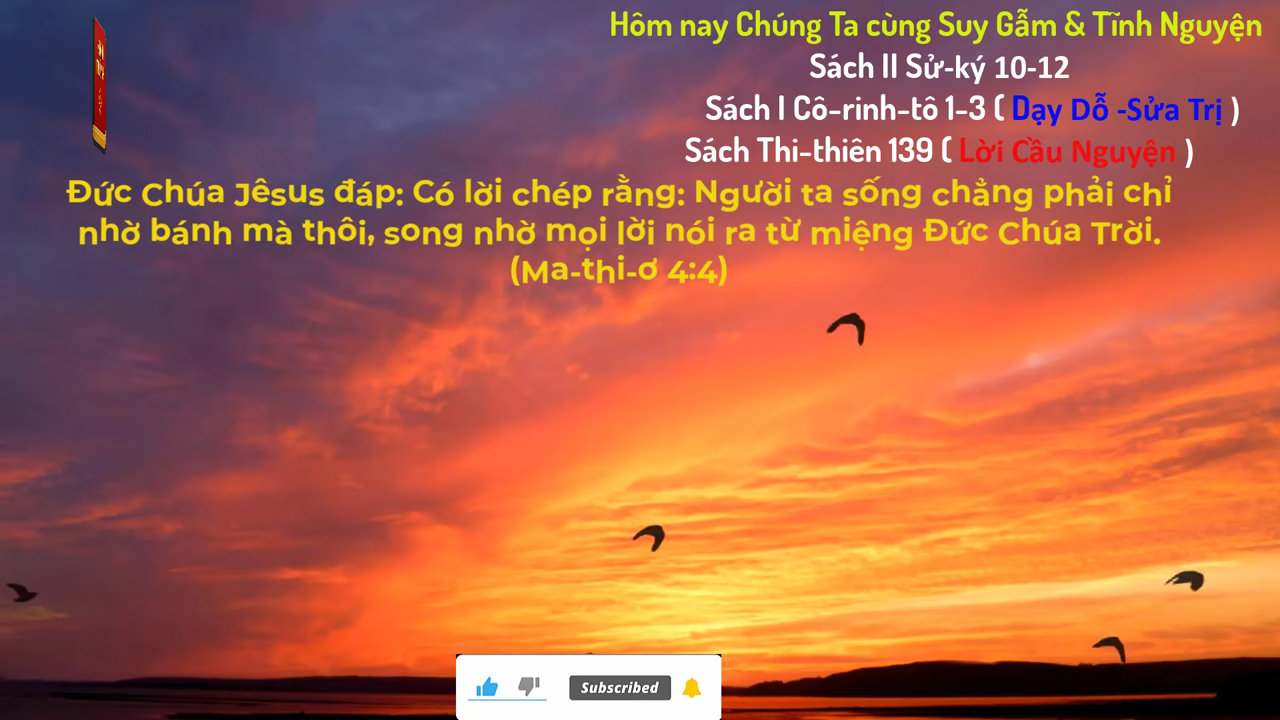 Hôm nay Chúng Ta cùng Suy Gẫm & Tĩnh Nguyện
Sách II Sử-ký 10-12
Sách I Cô-rinh-tô 1-3 ( Dạy Dỗ -Sửa Trị )
Sách Thi-thiên 139 ( Lời Cầu Nguyện )
Đức Chúa Jêsus đáp: Có lời chép rằng: Người ta sống chẳng phải chỉ
nhờ bánh mà thôi, song nhờ mọi lời nói ra từ miệng Đức Chúa Trời.
(Ma-thi-ơ 4:4)
Subscribed